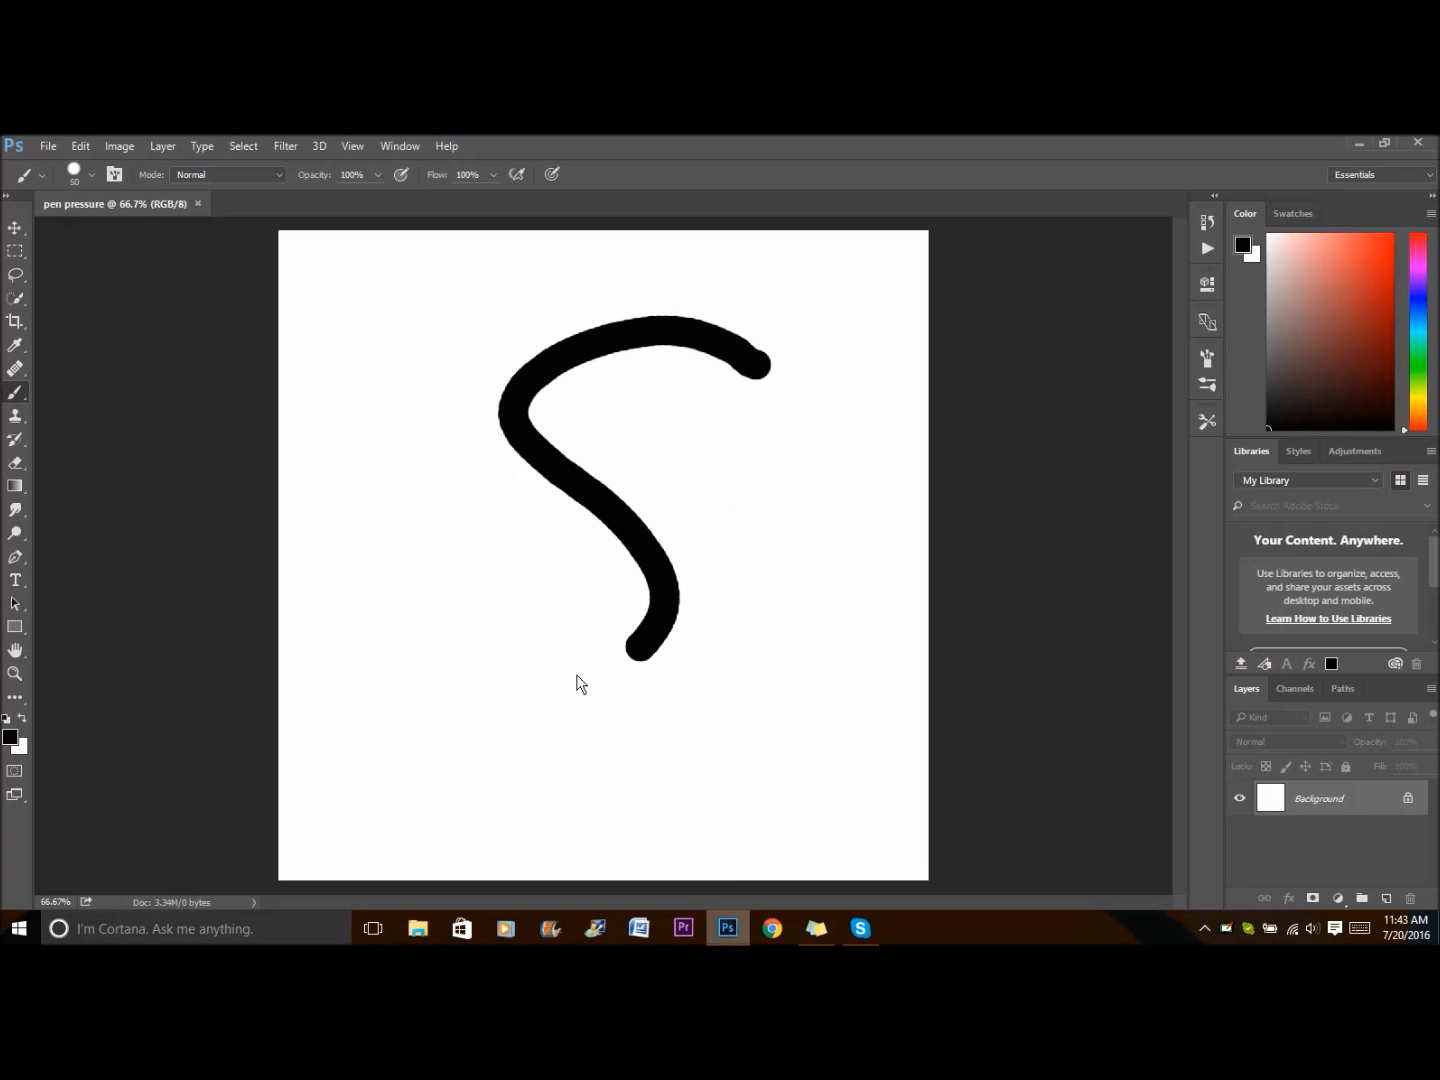 Ps File Edit Image Layer Type Select Filter 3D View Window Help
50 Mode: Normal Opacity: 100% Flow: 100% Essentials
pen pressure @ 66.7% (RGB/8) ×
Color Swatches
Libraries Styles Adjustments
My Library
Search Adobe Stock
Your Content. Anywhere.
Use Libraries to organize, access,
and share your assets across
desktop and mobile.
Learn How to Use Libraries
Layers Channels Paths
Kind
Normal Opacity: 100%
Lock: Fill: 100%
Background
66.67% Doc: 3.34M/0 bytes
I'm Cortana. Ask me anything.
Pr
Ps
11:43 AM
7/20/2016